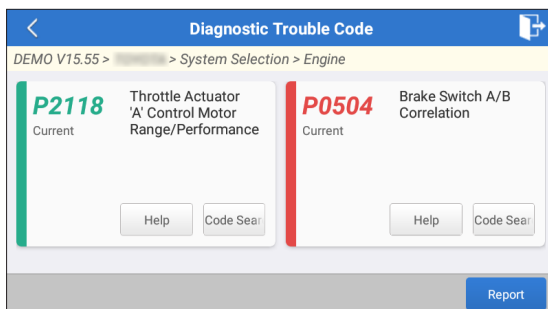 Diagnostic Trouble Code
DEMO V15.55 > > System Selection > Engine
P2118
Current
Throttle Actuator
'A' Control Motor
Range/Performance
Help
Code Sear
P0504
Current
Brake Switch A/B
Correlation
Help
Code Sear
Report